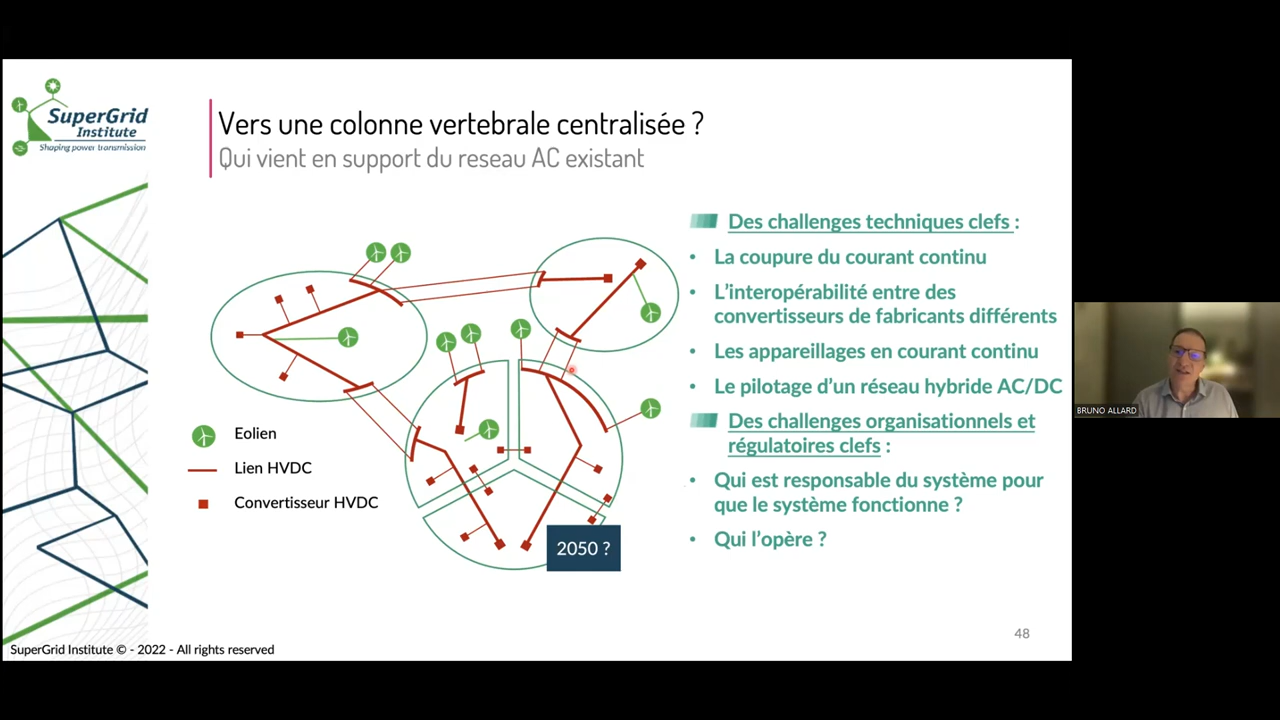 SuperGrid
Institute
Shaping power transmission
Vers une colonne vertebrale centralisée ?
Qui vient en support du reseau AC existant
Eolien
Lien HVDC
Convertisseur HVDC
2050 ?
Des challenges techniques clefs :
• La coupure du courant continu
• L'interopérabilité entre des
convertisseurs de fabricants différents
• Les appareillages en courant continu
• Le pilotage d'un réseau hybride AC/DC
Des challenges organisationnels et
régulatoires clefs :
• Qui est responsable du système pour
que le système fonctionne ?
• Qui l'opère ?
BRUNO ALLARD
48
SuperGrid Institute © - 2022 - All rights reserved